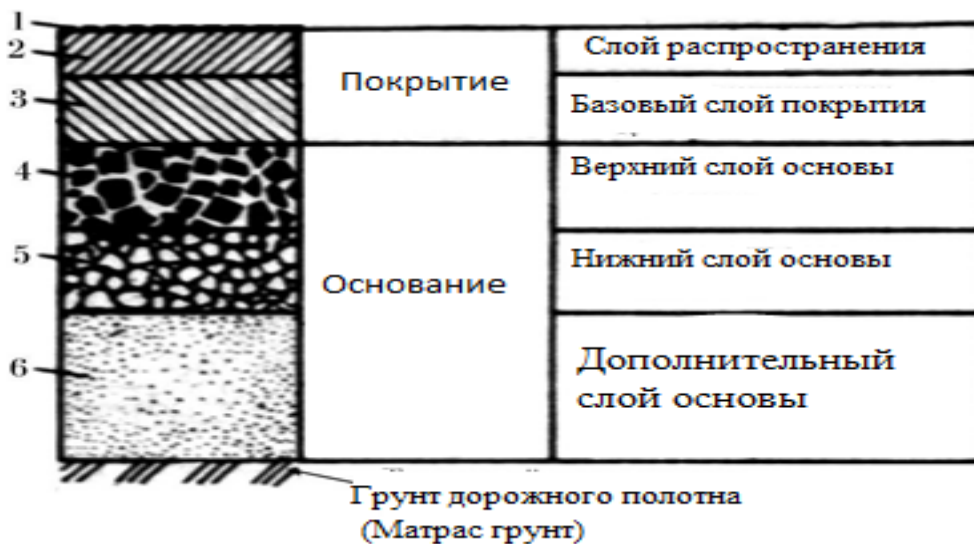 1
2
3
4
5
6
Покрытие
Основание
Слой распространения
Базовый слой покрытия
Верхний слой основы
Нижний слой основы
Дополнительный
слой основы
Грунт дорожного полотна
(Матрас грунт)